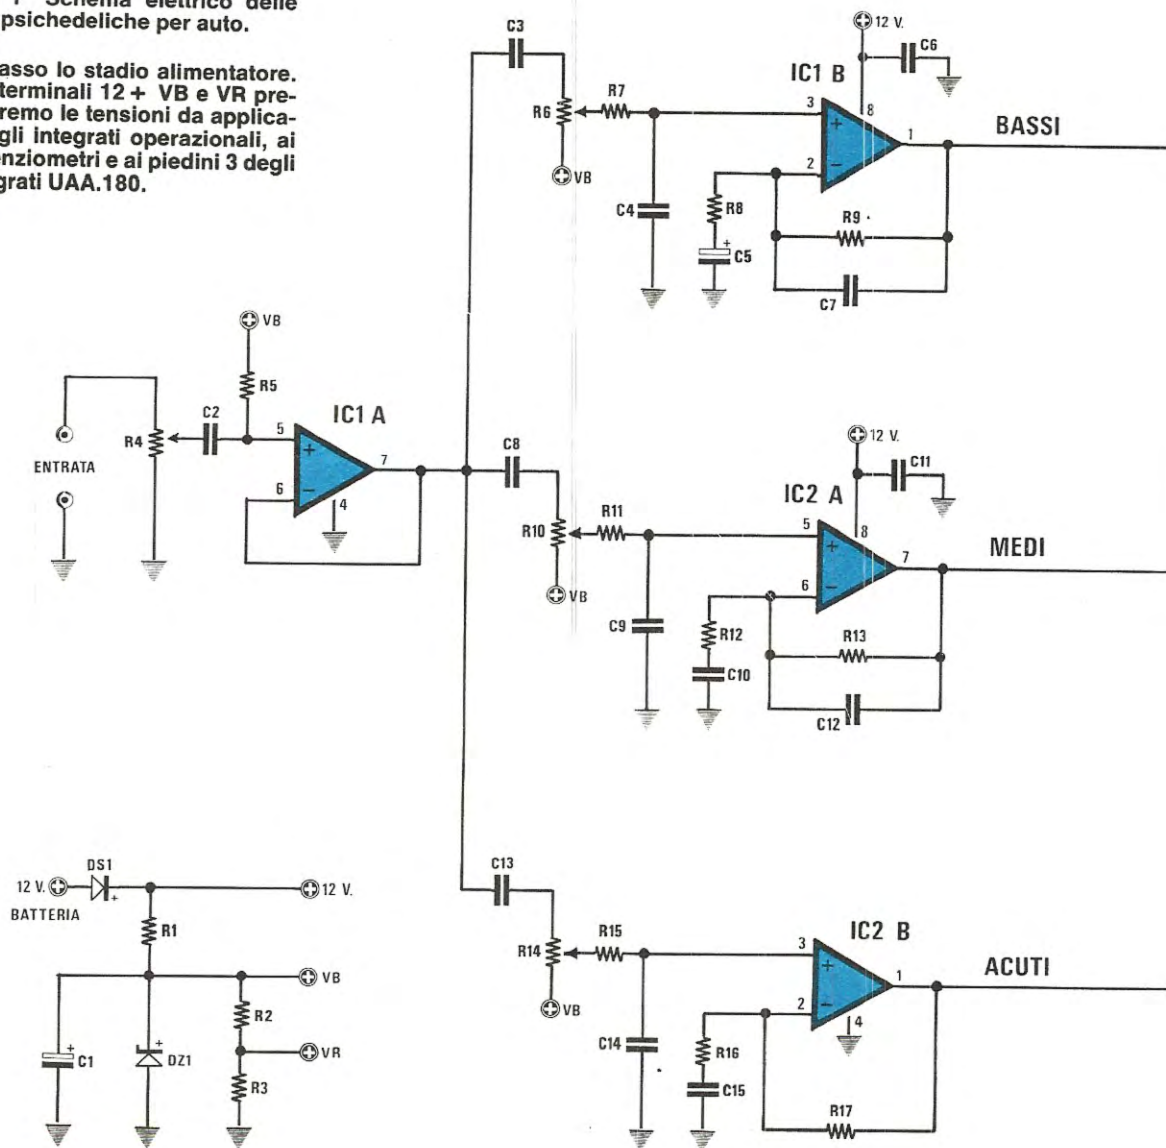 1 - Schema elettrico delle
psichedeliche per auto.
asso lo stadio alimentatore.
terminali 12+ VB e VR pre-
remo le tensioni da applica-
gli integrati operazionali, ai
enziometri e ai piedini 3 degli
grati UAA.180.
C3
12 V.
C6
IC1 B
R6
R7
3
8
1
BASSI
VB
2
C4
R8
R9
C5
C7
VB
R5
IC1 A
C2
5
R4
7
ENTRATA
6
4
C8
12 V.
C11
IC2 A
R10
R11
5
8
7
MEDI
VB
6
C9
R12
R13
C10
C12
C13
DS1
12 V.
12 V.
BATTERIA
R1
R14
R15
IC2 B
3
1
ACUTI
VB
VB
2
4
R2
C14
R16
VR
C1
DZ1
R3
C15
R17